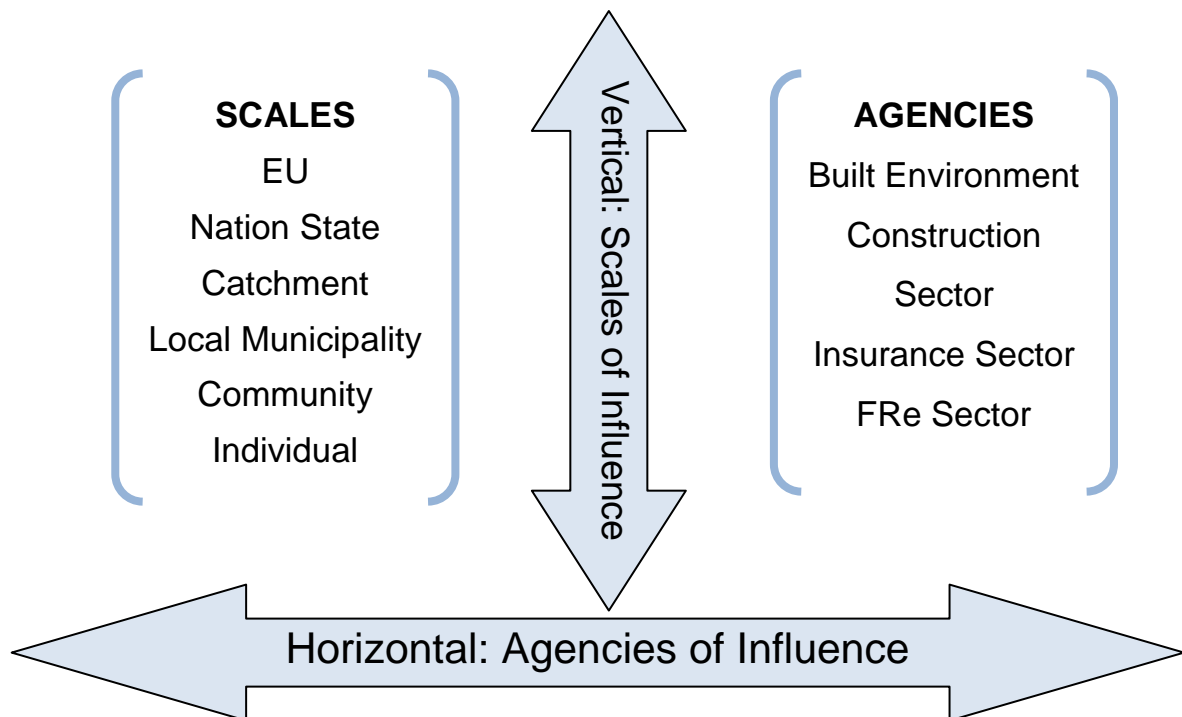 SCALES
EU
Nation State
Catchment
Local Municipality
Community
Individual
Vertical: Scales of Influence
AGENCIES
Built Environment
Construction
Sector
Insurance Sector
FRe Sector
Horizontal: Agencies of Influence